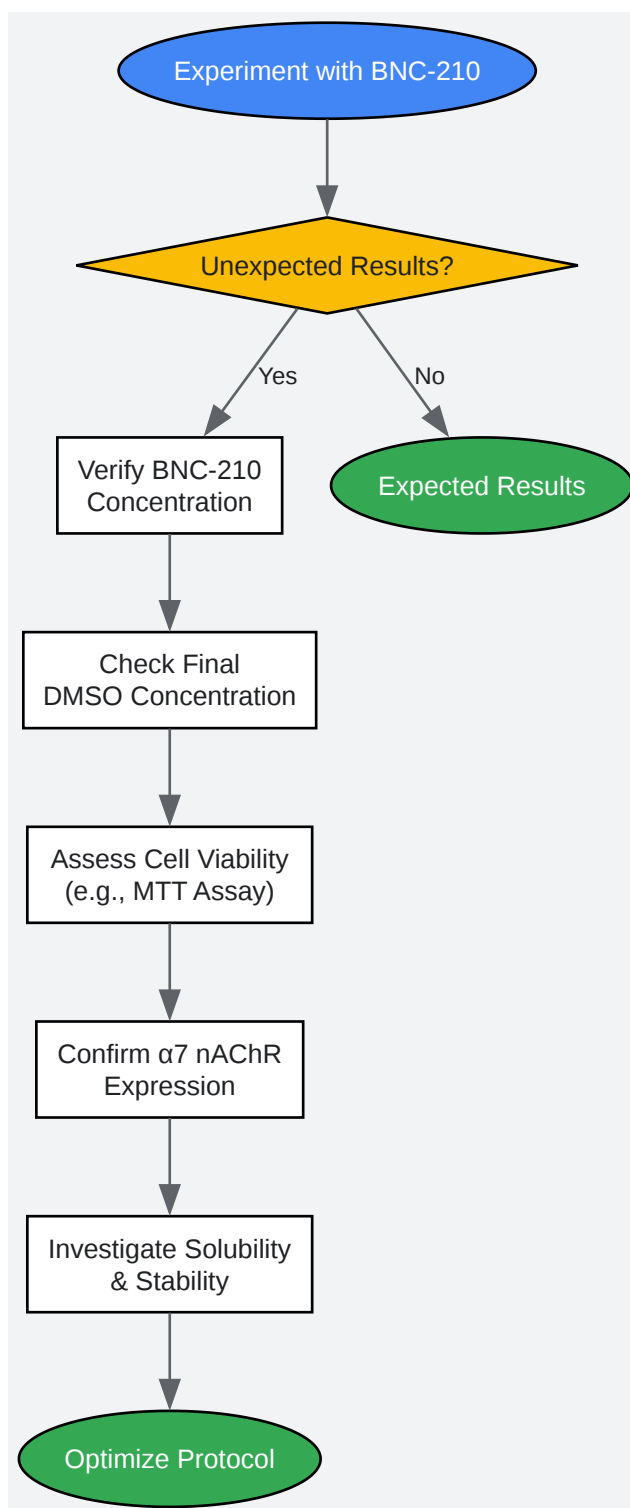 Experiment with BNC-210
Unexpected Results?
Yes
No
Verify BNC-210
Concentration
Expected Results
Check Final
DMSO Concentration
Assess Cell Viability
(e.g., MTT Assay)
Confirm α7 nAChR
Expression
Investigate Solubility
& Stability
Optimize Protocol